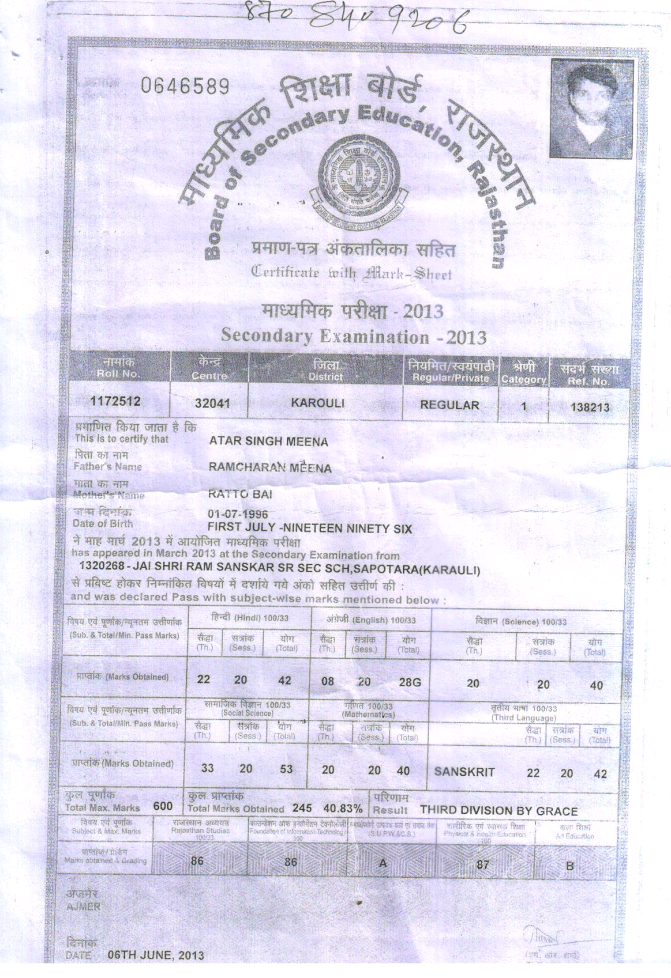 870 840 9206
0646589
माध्यमिक शिक्षा बोर्ड, राजस्थान
Board of Secondary Education, Rajasthan
प्रमाण-पत्र अंकतालिका सहित
Certificate with Mark-Sheet
माध्यमिक परीक्षा - 2013
Secondary Examination -2013
नामांक केन्द्र जिला नियमित/स्वयंपाठी श्रेणी संदर्भ संख्या
Roll No. Centre District Regular/Private Category Ref. No.
1172512 32041 KAROULI REGULAR 1 138213
प्रमाणित किया जाता है कि
This is to certify that ATAR SINGH MEENA
पिता का नाम
Father's Name RAMCHARAN MEENA
माता का नाम
Mother's Name RATTO BAI
जन्म दिनांक 01-07-1996
Date of Birth FIRST JULY -NINETEEN NINETY SIX
ने माह मार्च 2013 में आयोजित माध्यमिक परीक्षा
has appeared in March 2013 at the Secondary Examination from
1320268 - JAI SHRI RAM SANSKAR SR SEC SCH,SAPOTARA(KARAULI)
से प्रविष्ट होकर निम्नांकित विषयों में दर्शाये गये अंको सहित उत्तीर्ण की :
and was declared Pass with subject-wise marks mentioned below :
विषय एवं पूर्णांक/न्यूनतम उत्तीर्णांक हिन्दी (Hindi) 100/33 अंग्रेजी (English) 100/33 विज्ञान (Science) 100/33
(Sub. & Total/Min. Pass Marks) सैद्धा सत्रांक योग सैद्धा सत्रांक योग सैद्धा सत्रांक योग
(Th.) (Sess.) (Total) (Th.) (Sess.) (Total) (Th.) (Sess.) (Total)
प्राप्तांक (Marks Obtained) 22 20 42 08 20 28G 20 20 40
विषय एवं पूर्णांक/न्यूनतम उत्तीर्णांक सामाजिक विज्ञान 100/33 गणित 100/33 तृतीय भाषा 100/33
(Sub. & Total/Min. Pass Marks) (Social Science) (Mathematics) (Third Language)
सैद्धा सत्रांक योग सैद्धा सत्रांक योग सैद्धा सत्रांक योग
(Th.) (Sess.) (Total) (Th.) (Sess.) (Total) (Th.) (Sess.) (Total)
प्राप्तांक (Marks Obtained) 33 20 53 20 20 40 SANSKRIT 22 20 42
कुल पूर्णांक कुल प्राप्तांक परिणाम
Total Max. Marks 600 Total Marks Obtained 245 40.83% Result THIRD DIVISION BY GRACE
विषय एवं पूर्णांक राजस्थान अध्ययन शारीरिक एवं स्वास्थ्य शिक्षा कला शिक्षा
Subject & Max. Marks Rajasthan Studies Foundation of Information Technology (S.U.P.W.&C.S.) Physical & Health Education Art Education
100/33 100
Marks obtained & Grading 86 86 A 87 B
अजमेर
AJMER
दिनांक
DATE 06TH JUNE, 2013